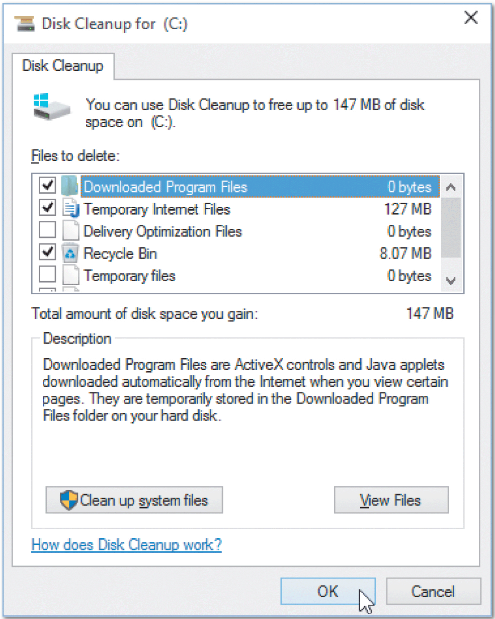 Disk Cleanup for (C:)
Disk Cleanup
You can use Disk Cleanup to free up to 147 MB of disk
space on (C:).
Files to delete:
Downloaded Program Files 0 bytes
Temporary Internet Files 127 MB
Delivery Optimization Files 0 bytes
Recycle Bin 8.07 MB
Temporary files 0 bytes
Total amount of disk space you gain: 147 MB
Description
Downloaded Program Files are ActiveX controls and Java applets
downloaded automatically from the Internet when you view certain
pages. They are temporarily stored in the Downloaded Program
Files folder on your hard disk.
Clean up system files View Files
How does Disk Cleanup work?
OK Cancel